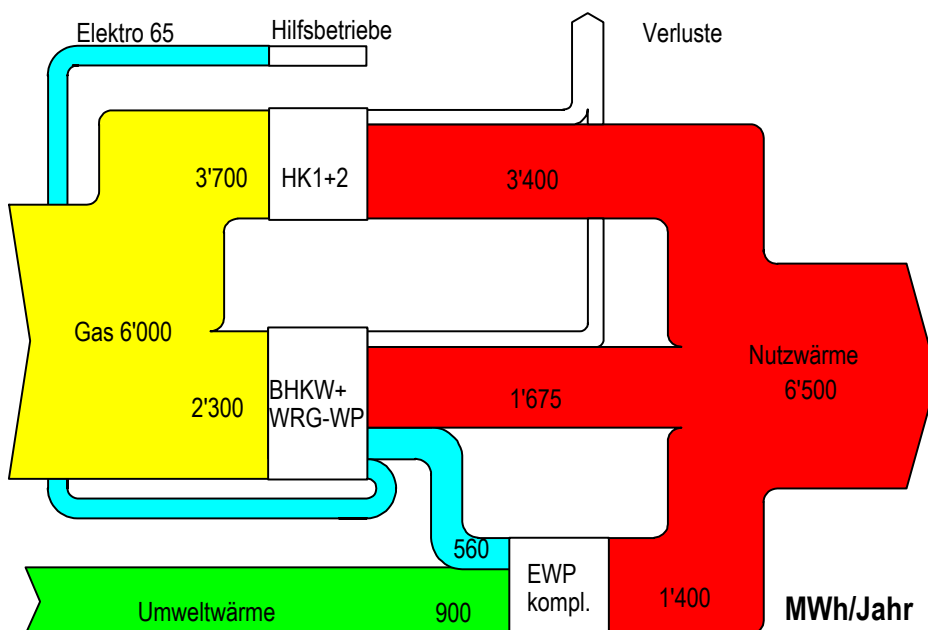 Elektro 65
Hilfsbetriebe
Verluste
3'700
HK1+2
3'400
Gas 6'000
2'300
BHKW+
WRG-WP
1'675
Nutzwärme
6'500
560
EWP
kompl.
Umweltwärme
900
1'400
MWh/Jahr